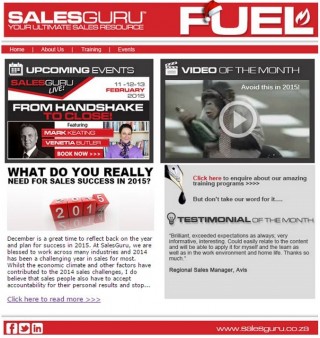 SALESGURU
YOUR ULTIMATE SALES RESOURCE
FUEL
Home | About Us | Training | Events
UPCOMING EVENTS
SALESGURU
LIVE!
11-12-13
FEBRUARY
2015
FROM HANDSHAKE
TO CLOSE!
Featuring
MARK KEATING
VENETIA BUTLER
BOOK NOW >>>
VIDEO OF THE MONTH
Avoid this in 2015!
WHAT DO YOU REALLY
NEED FOR SALES SUCCESS IN 2015?
2015
December is a great time to reflect back on the year
and plan for success in 2015. At SalesGuru, we are
blessed to work across many industries and 2014
has been a challenging year in sales for most.
Whilst the economic climate and other factors have
contributed to the 2014 sales challenges, I do
believe that sales people also have to accept
accountability for their personal results and stop...
Click here to read more >>>
Click here to enquire about our amazing
training programs >>>>
But don't take our word for it....
TESTIMONIAL OF THE MONTH
"Brilliant, exceeded expectations as always, very
informative, interesting. Could easily relate to the content
and will be able to apply it for myself and the team as
well as in the work environment and home life. Thanks so
much."
Regional Sales Manager, Avis
www.salesguru.co.za